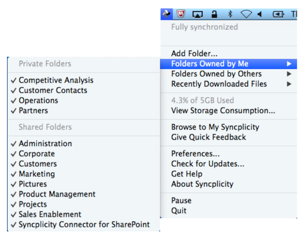 Private Folders
✓ Competitive Analysis
✓ Customer Contacts
✓ Operations
✓ Partners
Shared Folders
✓ Administration
✓ Corporate
✓ Customers
✓ Marketing
✓ Pictures
✓ Product Management
✓ Projects
✓ Sales Enablement
✓ Syncplicity Connector for SharePoint
Fully synchronized
Add Folder...
Folders Owned by Me
Folders Owned by Others
Recently Downloaded Files
4.3% of 5GB Used
View Storage Consumption...
Browse to My Syncplicity
Give Quick Feedback
Preferences...
Check for Updates...
Get Help
About Syncplicity
Pause
Quit